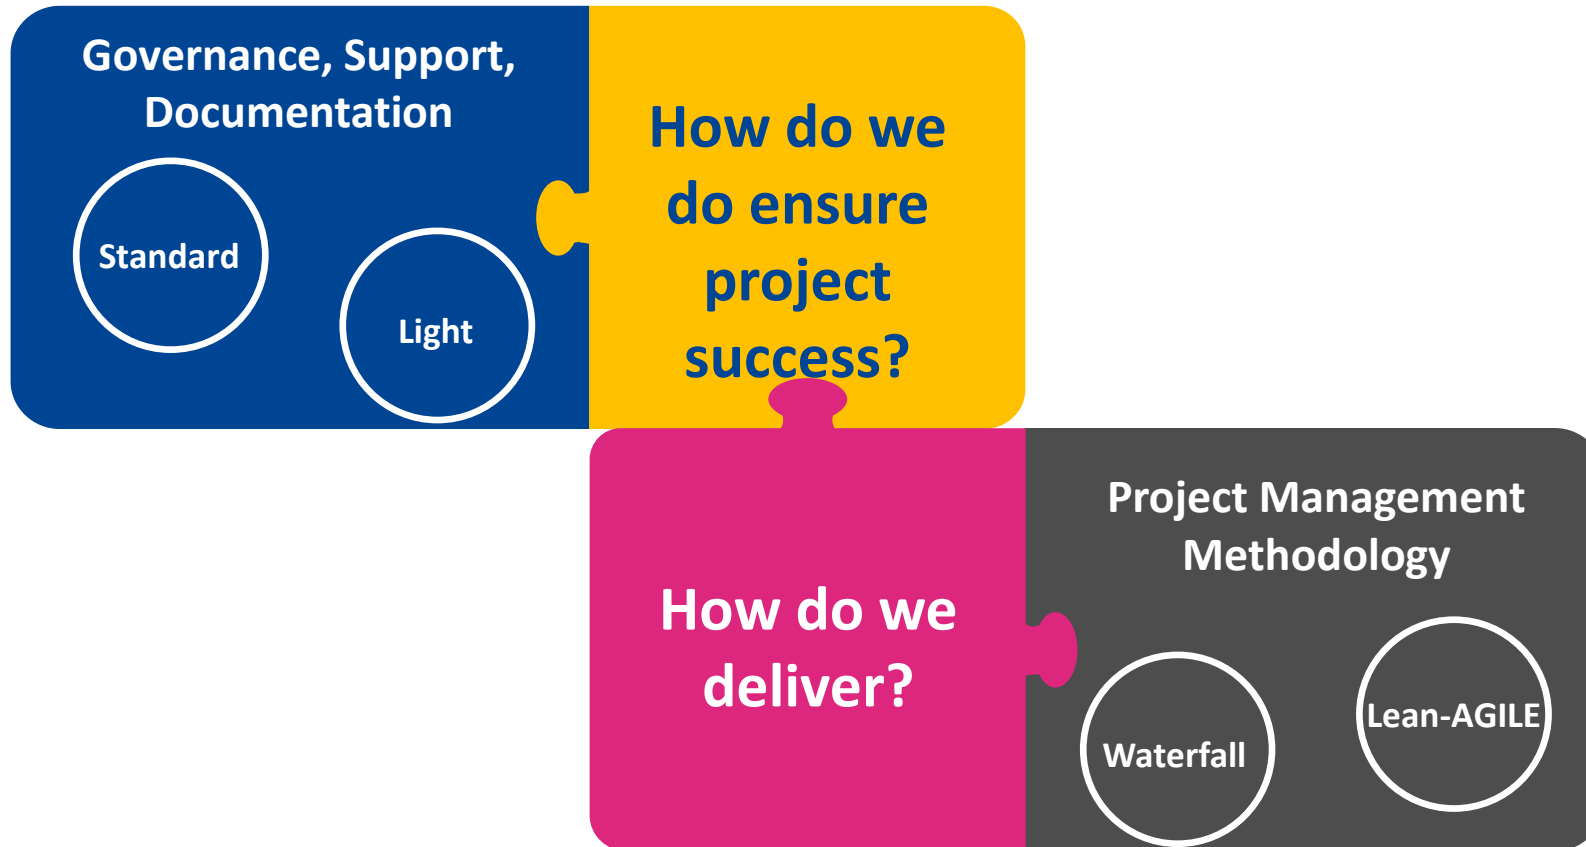 Governance, Support,
Documentation
Standard
Light
How do we
do ensure
project
success?
How do we
deliver?
Project Management
Methodology
Waterfall
Lean-AGILE